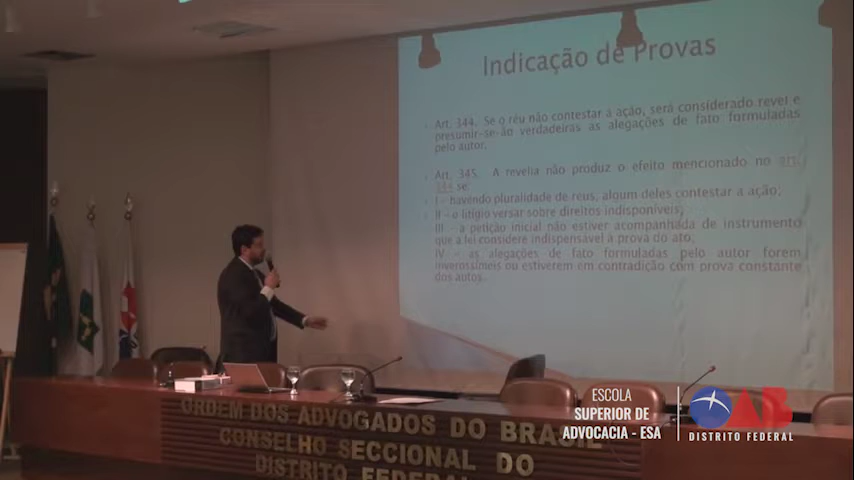 Indicação de Provas
Art. 344. Se o réu não contestar a ação, será considerado revel e
presumir-se-ão verdadeiras as alegações de fato formuladas
pelo autor.
Art. 345. A revelia não produz o efeito mencionado no art.
344 se:
I - havendo pluralidade de réus, algum deles contestar a ação;
II - o litígio versar sobre direitos indisponíveis;
III - a petição inicial não estiver acompanhada de instrumento
que a lei considere indispensável à prova do ato;
IV - as alegações de fato formuladas pelo autor forem
inverossímeis ou estiverem em contradição com prova constante
dos autos.
ORDEM DOS ADVOGADOS DO BRASIL
CONSELHO SECCIONAL DO
DISTRITO FEDERAL
ESCOLA
SUPERIOR DE
ADVOCACIA - ESA
OAB
DISTRITO FEDERAL